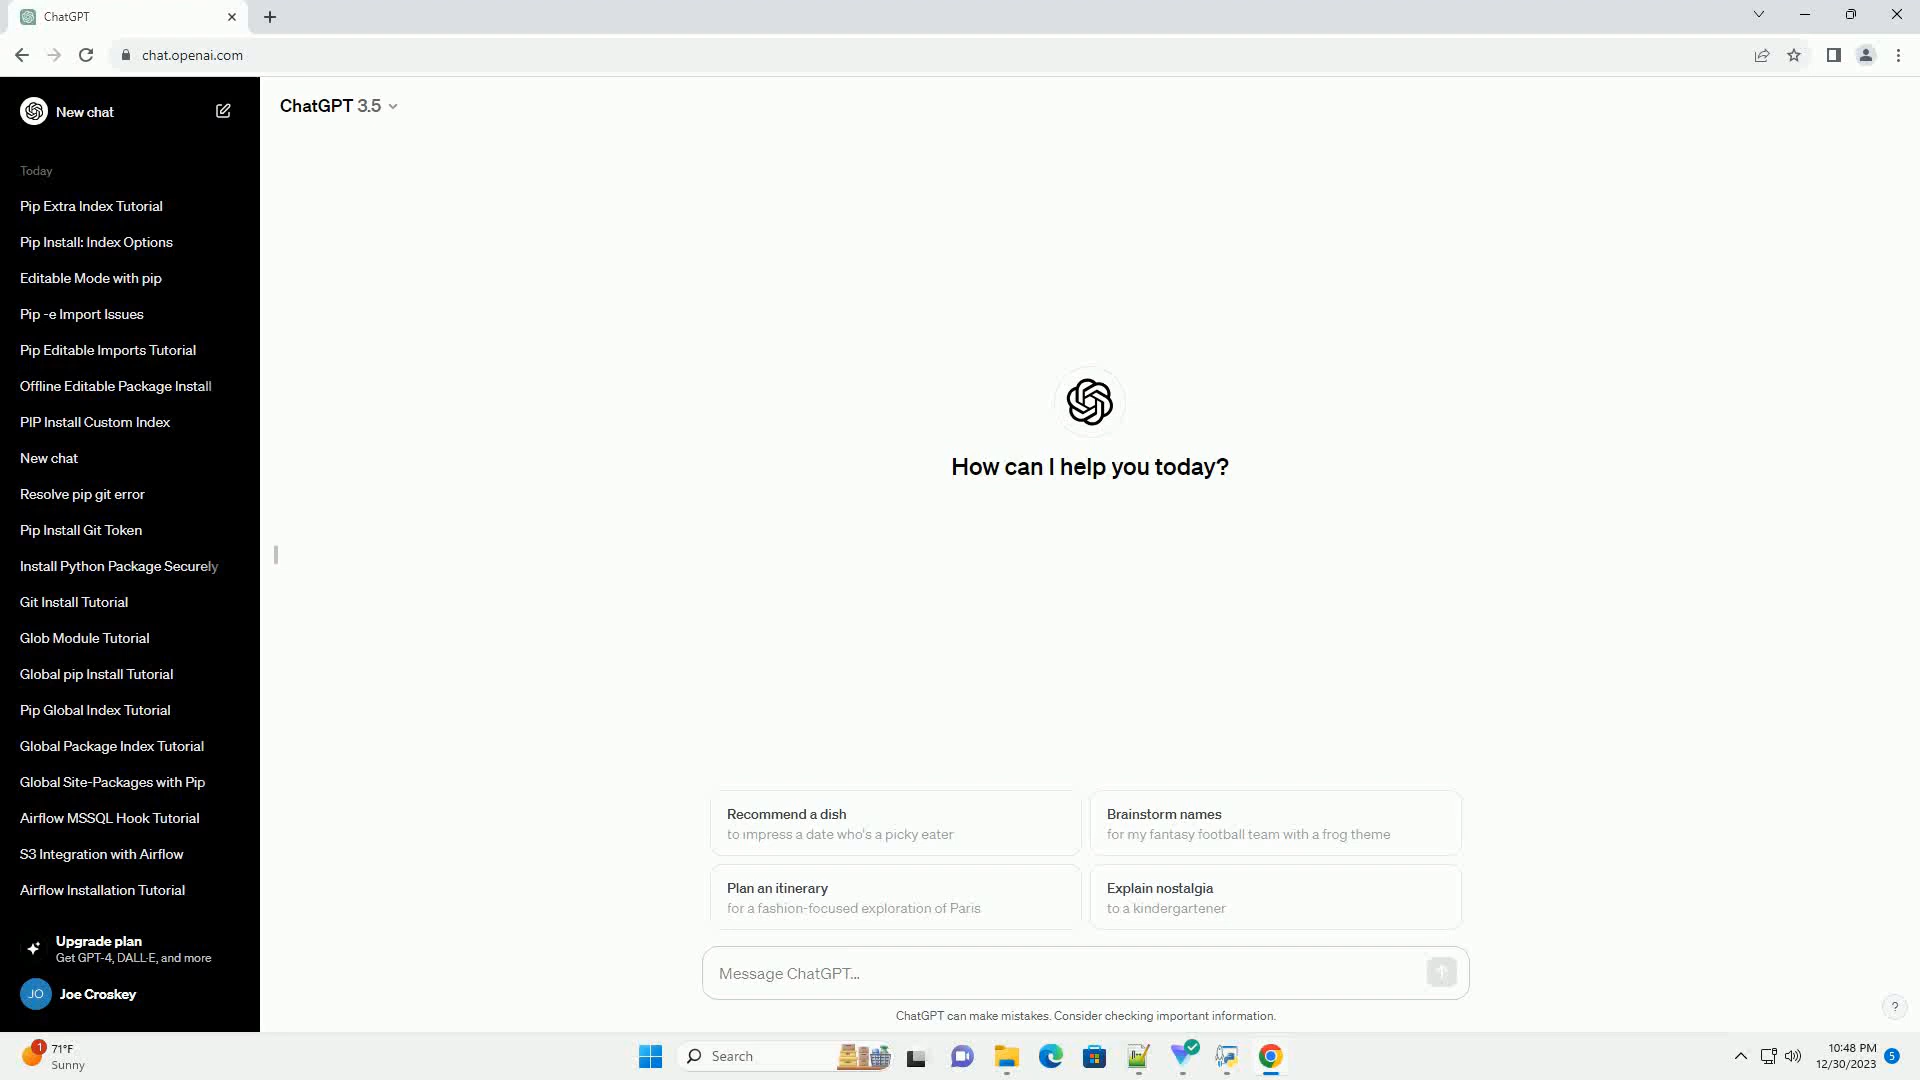 ChatGPT
chat.openai.com
New chat
Today
Pip Extra Index Tutorial
Pip Install: Index Options
Editable Mode with pip
Pip -e Import Issues
Pip Editable Imports Tutorial
Offline Editable Package Install
PIP Install Custom Index
New chat
Resolve pip git error
Pip Install Git Token
Install Python Package Securely
Git Install Tutorial
Glob Module Tutorial
Global pip Install Tutorial
Pip Global Index Tutorial
Global Package Index Tutorial
Global Site-Packages with Pip
Airflow MSSQL Hook Tutorial
S3 Integration with Airflow
Airflow Installation Tutorial
Upgrade plan
Get GPT-4, DALL·E, and more
JO Joe Croskey
ChatGPT 3.5
How can I help you today?
Recommend a dish
to impress a date who's a picky eater
Brainstorm names
for my fantasy football team with a frog theme
Plan an itinerary
for a fashion-focused exploration of Paris
Explain nostalgia
to a kindergartener
Message ChatGPT...
ChatGPT can make mistakes. Consider checking important information.
?
1
71°F
Sunny
Search
10:48 PM
12/30/2023
5